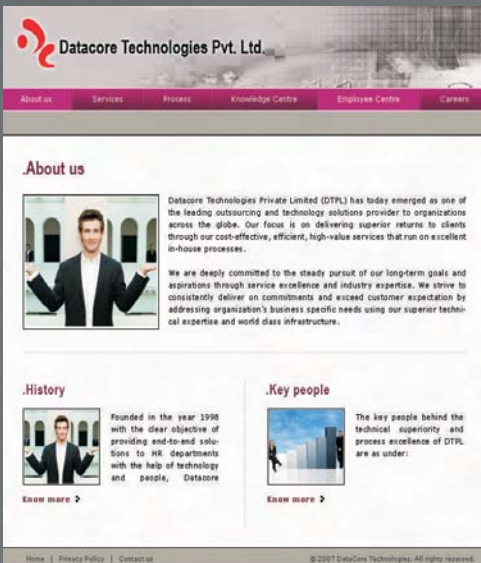 Datacore Technologies Pvt. Ltd.
About us Services Process Knowledge Centre Employee Centre Careers
.About us
Datacore Technologies Private Limited (DTPL) has today emerged as one of
the leading outsourcing and technology solutions provider to organizations
across the globe. Our focus is on delivering superior returns to clients
through our cost-effective, efficient, high-value services that run on excellent
in-house processes.
We are deeply committed to the steady pursuit of our long-term goals and
aspirations through service excellence and industry expertise. We strive to
consistently deliver on commitments and exceed customer expectation by
addressing organization's business specific needs using our superior techni-
cal expertise and world class infrastructure.
.History
Founded in the year 1998
with the clear objective of
providing end-to-end solu-
tions to HR departments
with the help of technology
and people, Datacore
Know more
.Key people
The key people behind the
technical superiority and
process excellence of DTPL
are as under:
Know more
Home | Privacy Policy | Contact us
© 2007 DataCore Technologies. All rights reserved.